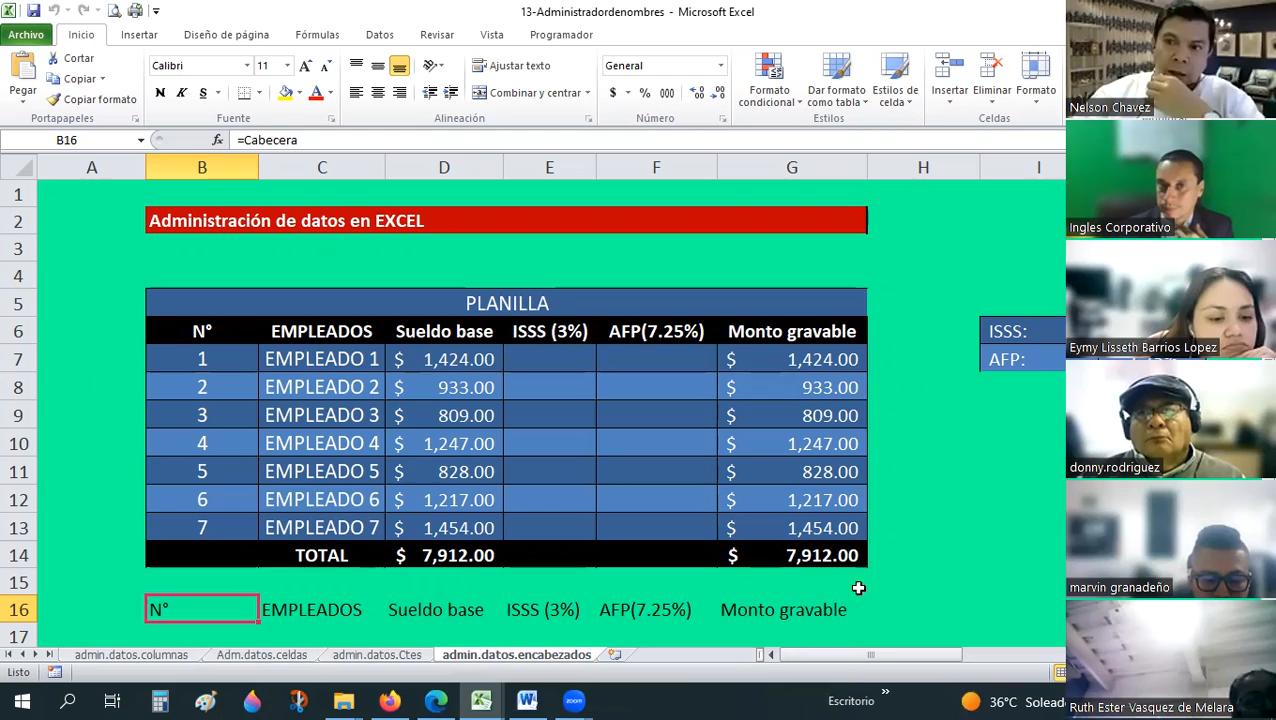 13-Administradordenombres - Microsoft Excel
Archivo Inicio Insertar Diseño de página Fórmulas Datos Revisar Vista Programador
Pegar
Cortar
Copiar
Copiar formato
Portapapeles
Calibri 11
N K S
Fuente
Ajustar texto
Combinar y centrar
Alineación
General
$ % 000
Número
Formato condicional
Dar formato como tabla
Estilos de celda
Estilos
Insertar Eliminar Formato
Celdas
B16 fx =Cabecera
A B C D E F G H I
1
2 Administración de datos en EXCEL
3
4
5 PLANILLA
6 N° EMPLEADOS Sueldo base ISSS (3%) AFP(7.25%) Monto gravable ISSS:
7 1 EMPLEADO 1 $ 1,424.00 $ 1,424.00 AFP:
8 2 EMPLEADO 2 $ 933.00 $ 933.00
9 3 EMPLEADO 3 $ 809.00 $ 809.00
10 4 EMPLEADO 4 $ 1,247.00 $ 1,247.00
11 5 EMPLEADO 5 $ 828.00 $ 828.00
12 6 EMPLEADO 6 $ 1,217.00 $ 1,217.00
13 7 EMPLEADO 7 $ 1,454.00 $ 1,454.00
14 TOTAL $ 7,912.00 $ 7,912.00
15
16 N° EMPLEADOS Sueldo base ISSS (3%) AFP(7.25%) Monto gravable
17
admin.datos.columnas Adm.datos.celdas admin.datos.Ctes admin.datos.encabezados
Listo
zoom
Escritorio » 36°C Soleado
Nelson Chavez
Ingles Corporativo
Eymy Lisseth Barrios Lopez
donny.rodriguez
marvin granadeño
Ruth Ester Vasquez de Melara